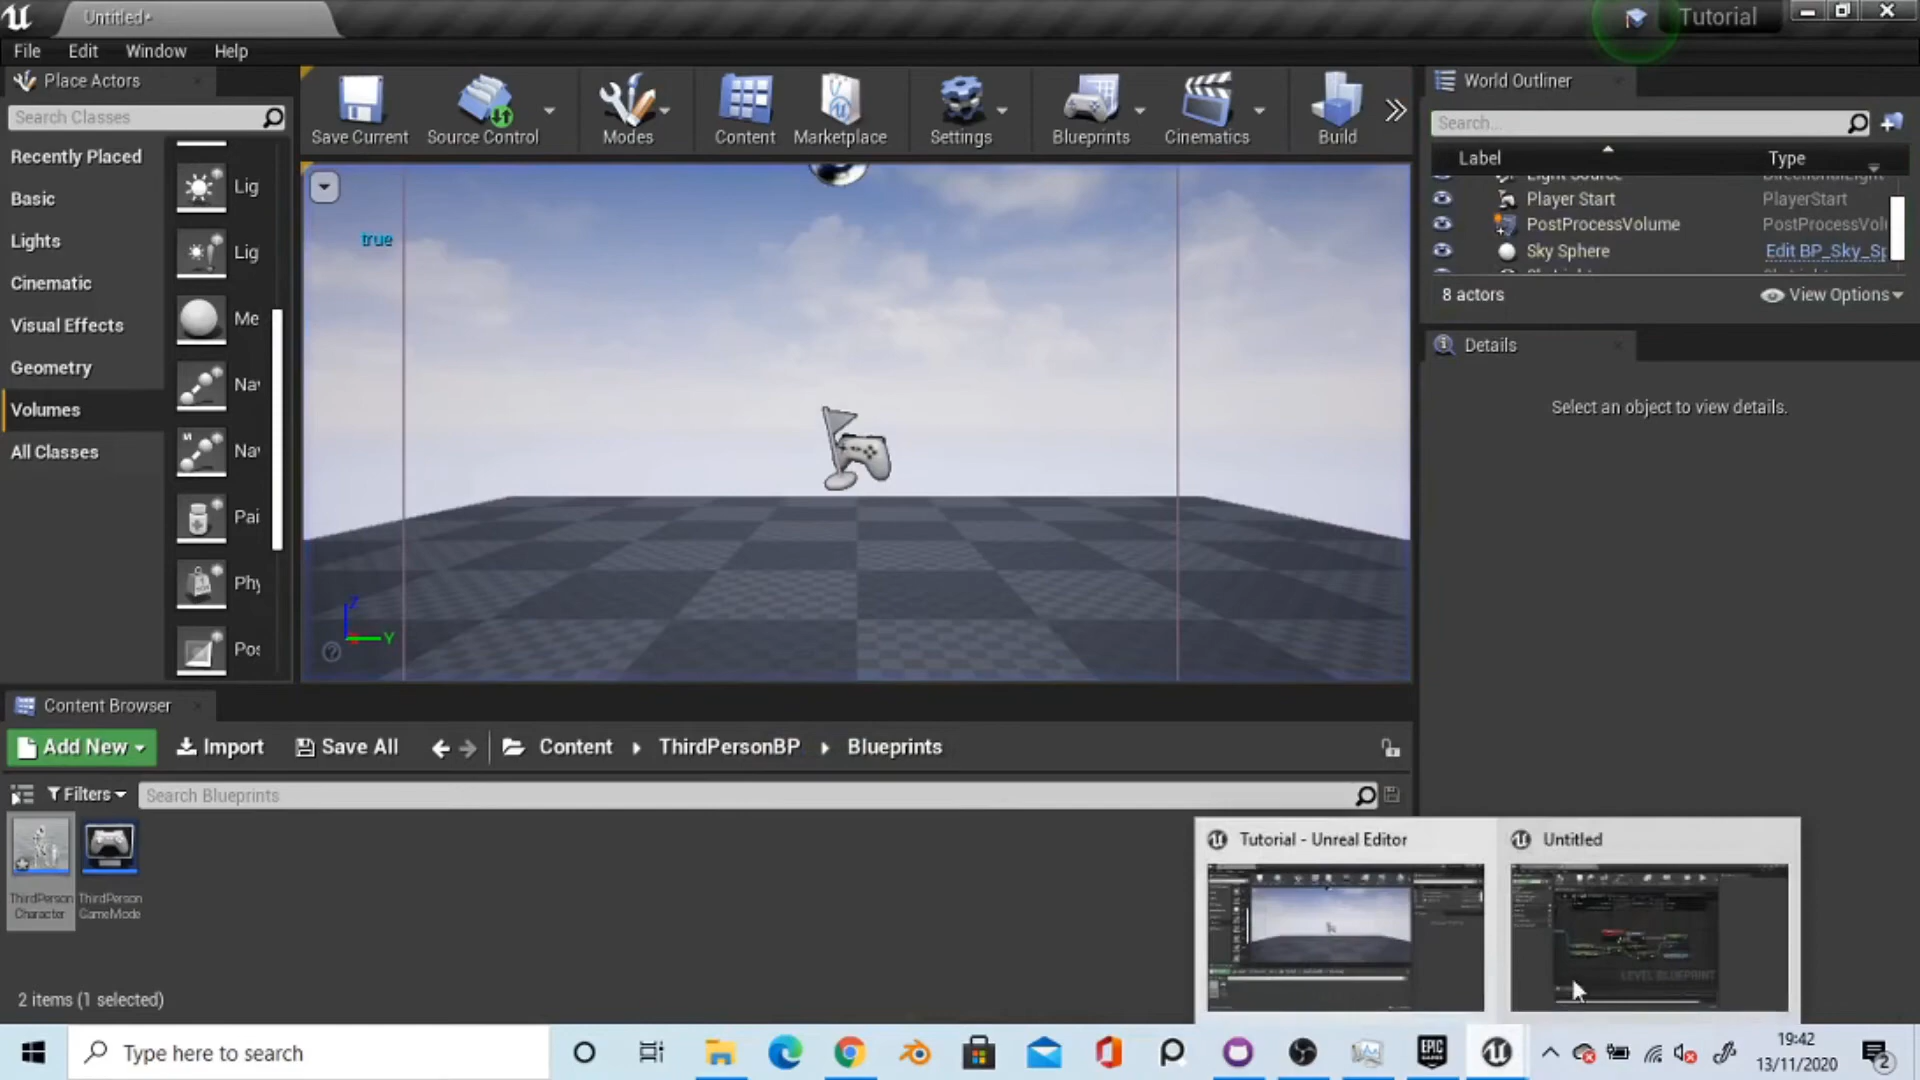 Untitled*
Tutorial
File Edit Window Help
Place Actors
Search Classes
Recently Placed
Basic
Lights
Cinematic
Visual Effects
Geometry
Volumes
All Classes
Lig
Lig
Me
Na
Na
Pai
Phy
Pos
Save Current
Source Control
Modes
Content
Marketplace
Settings
Blueprints
Cinematics
Build
true
Z
Y
World Outliner
Search...
Label Type
Light Source DirectionalLight
Player Start PlayerStart
PostProcessVolume PostProcessVolu
Sky Sphere Edit BP_Sky_Sp
8 actors View Options
Details
Select an object to view details.
Content Browser
Add New Import Save All Content ThirdPersonBP Blueprints
Filters Search Blueprints
ThirdPerson
Character
ThirdPerson
GameMode
2 items (1 selected)
Tutorial - Unreal Editor
Untitled
LEVEL BLUEPRINT
Type here to search
EPIC
GAMES
19:42
13/11/2020
2